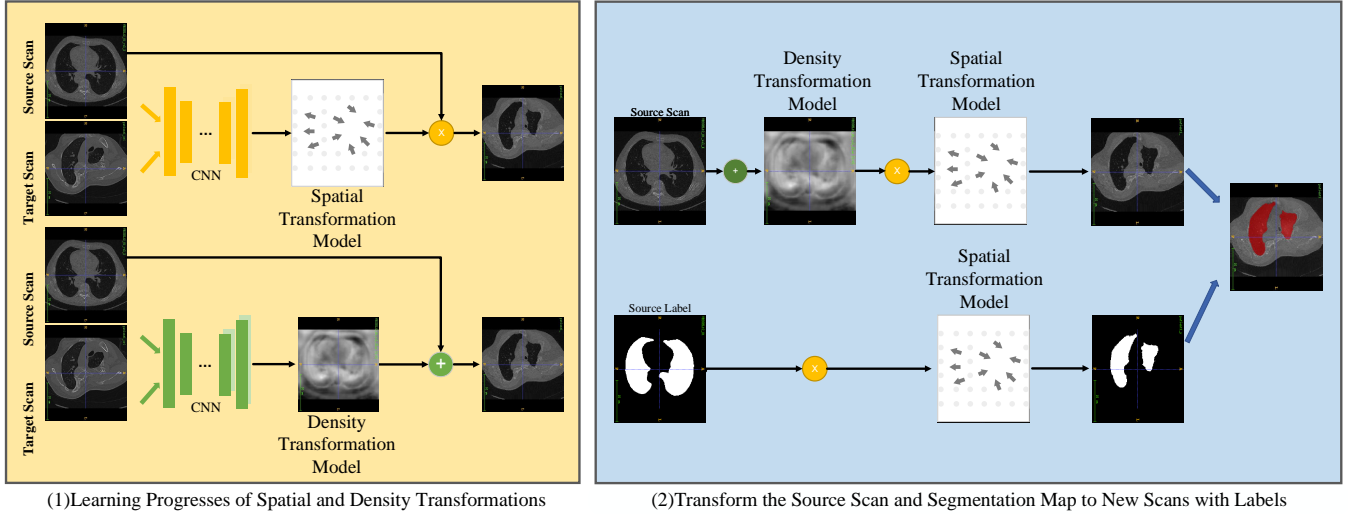 Source Scan
Target Scan
...
CNN
Spatial
Transformation
Model
X
Source Scan
Target Scan
...
CNN
Density
Transformation
Model
+
(1)Learning Progresses of Spatial and Density Transformations
Density
Transformation
Model
Spatial
Transformation
Model
Source Scan
+
X
Spatial
Transformation
Model
Source Label
X
(2)Transform the Source Scan and Segmentation Map to New Scans with Labels